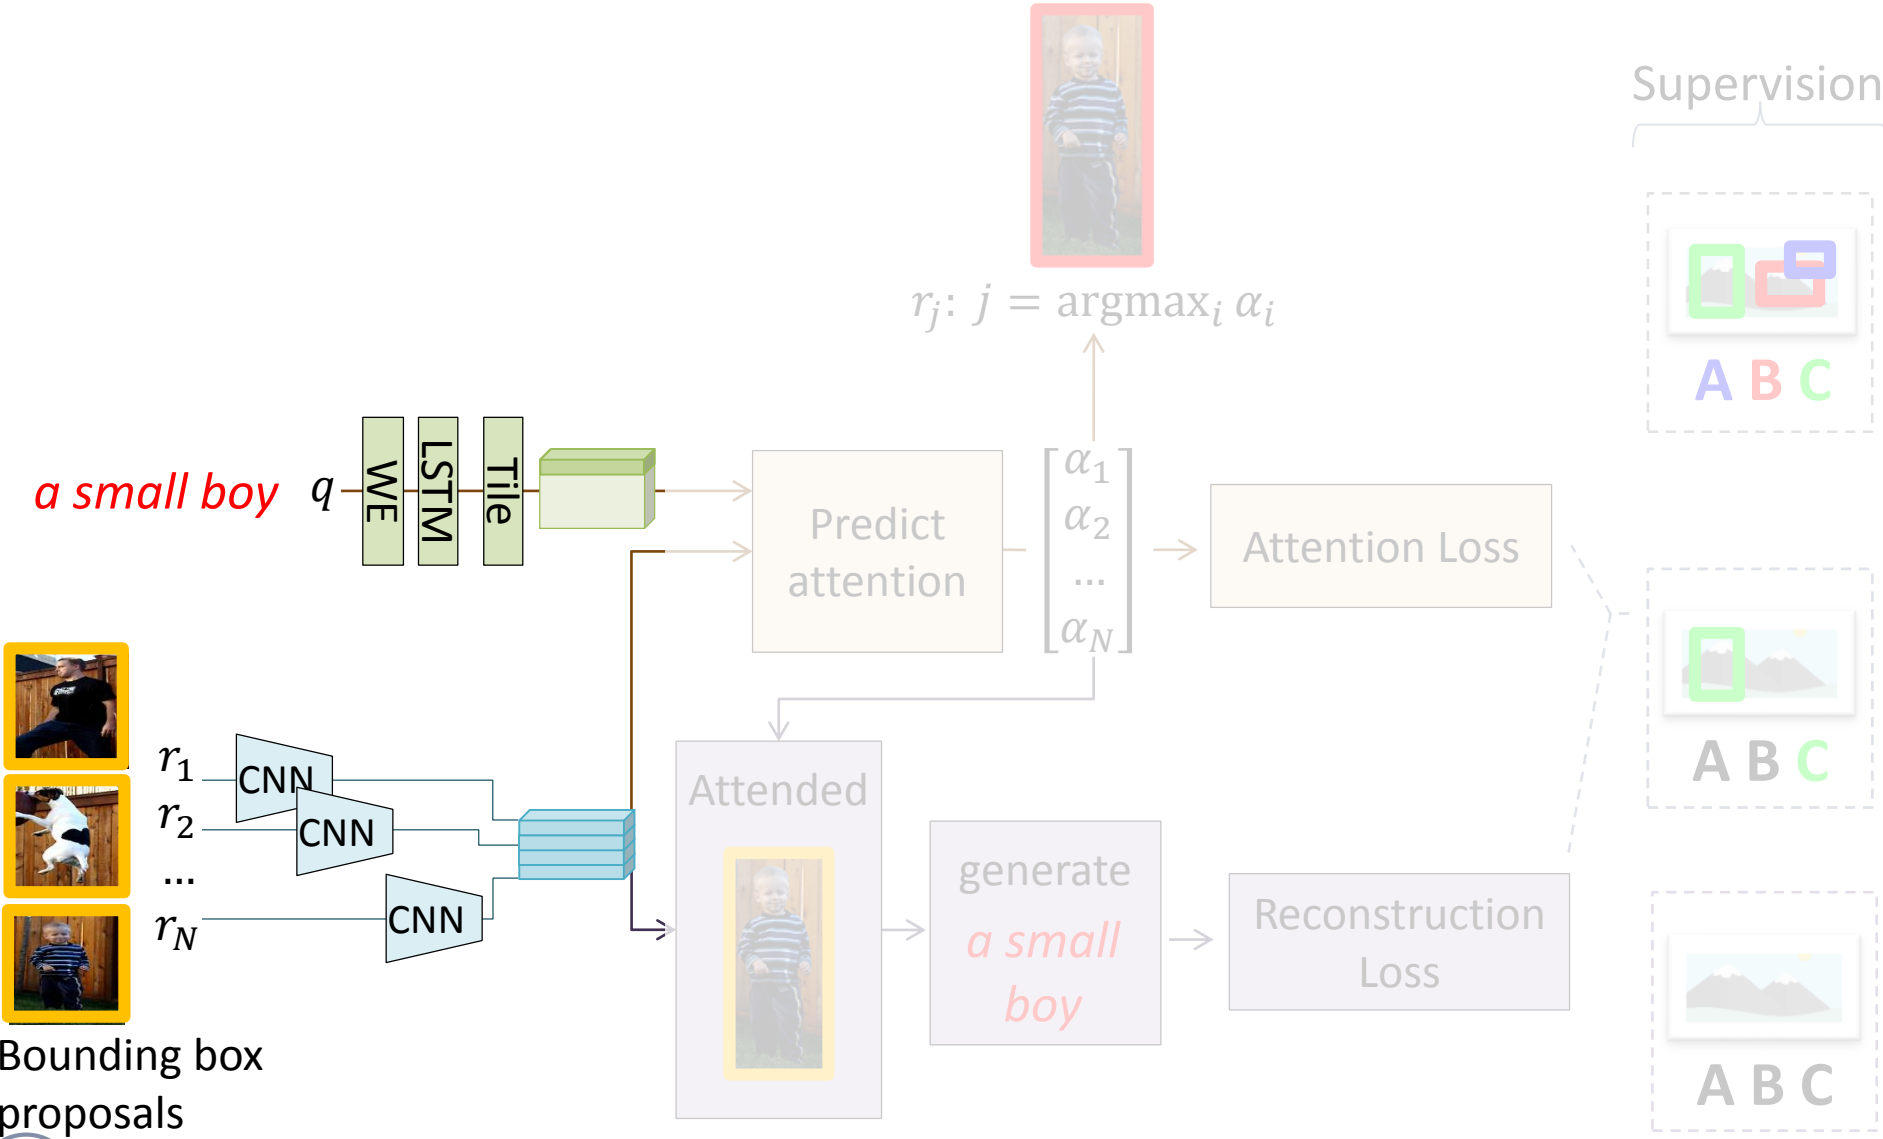 Supervision
r_j: j = argmax_i α_i
A B C
a small boy q WE LSTM Tile
Predict
attention
α_1
α_2
...
α_N
Attention Loss
A B C
r_1 CNN
r_2 CNN
...
r_N CNN
Attended
generate
a small
boy
Reconstruction
Loss
Bounding box
proposals
A B C